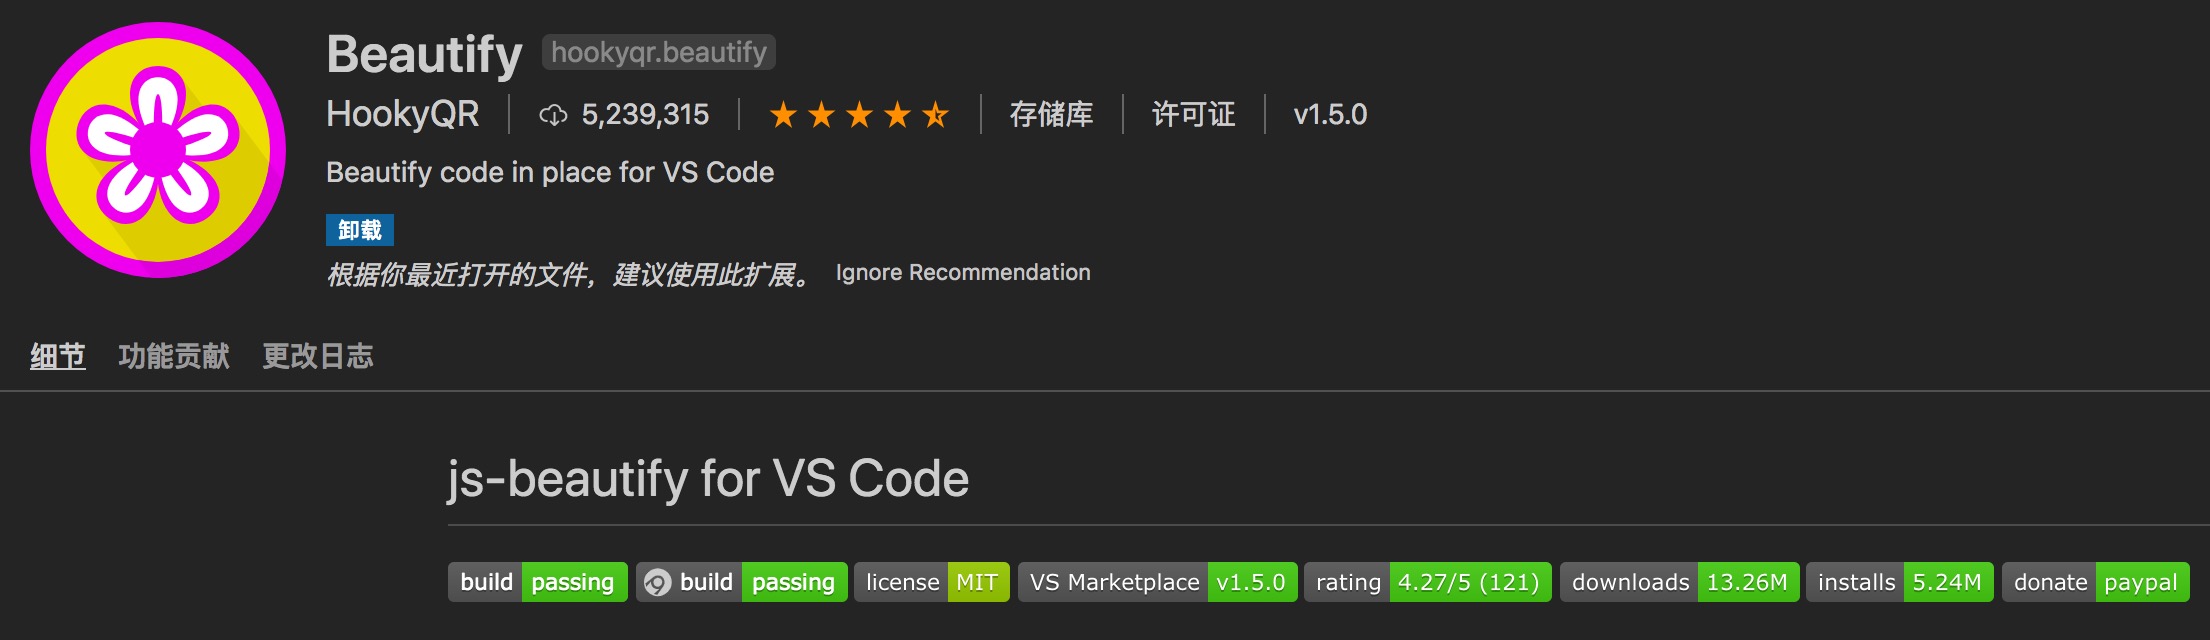 Beautify hookyqr.beautify
HookyQR 5,239,315 存储库 许可证 v1.5.0
Beautify code in place for VS Code
卸载
根据你最近打开的文件，建议使用此扩展。 Ignore Recommendation
细节 功能贡献 更改日志
js-beautify for VS Code
build passing build passing license MIT VS Marketplace v1.5.0 rating 4.27/5 (121) downloads 13.26M installs 5.24M donate paypal